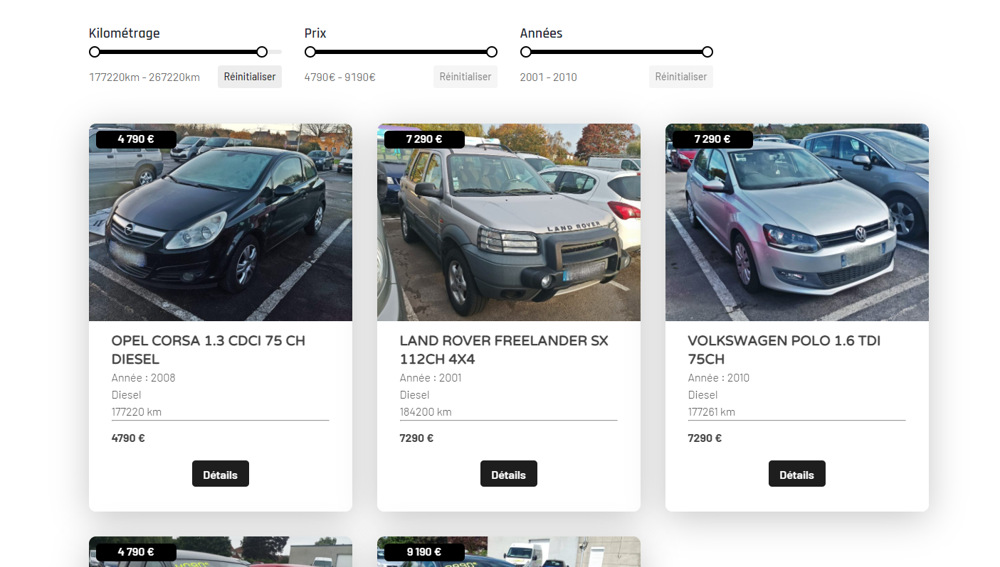 Kilométrage
Prix
Années
177220km - 267220km
Réinitialiser
4790€ - 9190€
Réinitialiser
2001 - 2010
Réinitialiser
4 790 €
7 290 €
7 290 €
LAND ROVER
OPEL CORSA 1.3 CDCI 75 CH
DIESEL
Année : 2008
Diesel
177220 km
4790 €
Détails
LAND ROVER FREELANDER SX
112CH 4X4
Année : 2001
Diesel
184200 km
7290 €
Détails
VOLKSWAGEN POLO 1.6 TDI
75CH
Année : 2010
Diesel
177261 km
7290 €
Détails
4 790 €
9 190 €